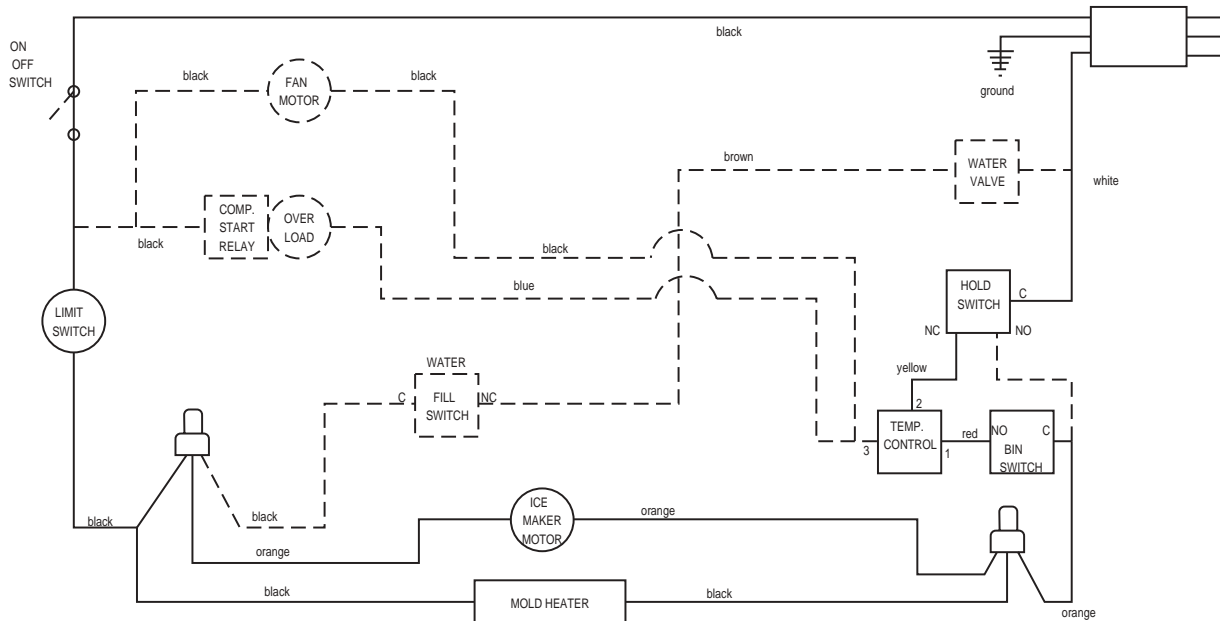 black
ON
OFF
SWITCH
black
FAN
MOTOR
black
ground
brown
WATER
VALVE
white
COMP.
START
RELAY
OVER
LOAD
black
black
blue
HOLD
SWITCH
C
NC
NO
LIMIT
SWITCH
WATER
C
FILL
SWITCH
NC
yellow
2
TEMP.
CONTROL
3
1
red
NO
C
BIN
SWITCH
black
black
orange
ICE
MAKER
MOTOR
orange
black
MOLD HEATER
black
orange